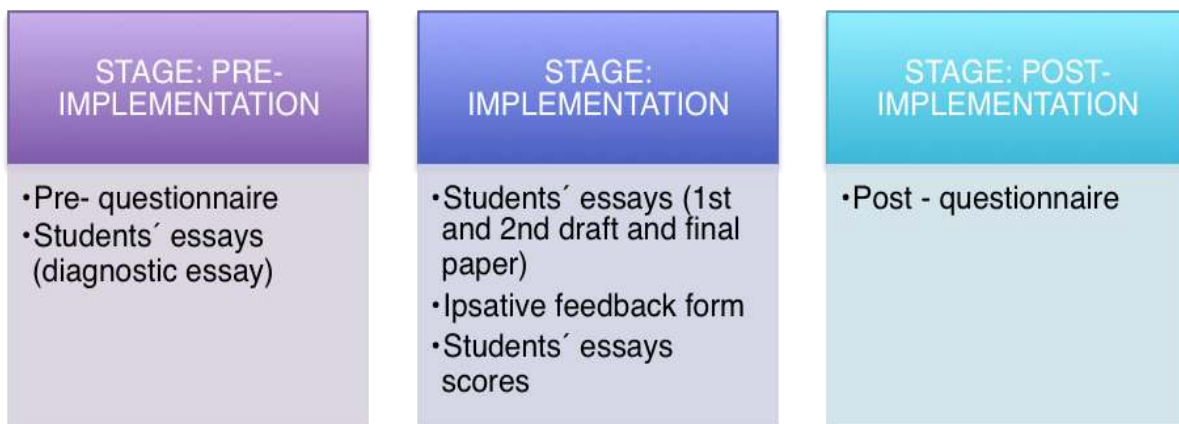 STAGE: PRE-
IMPLEMENTATION
•Pre- questionnaire
•Students´ essays
(diagnostic essay)
STAGE:
IMPLEMENTATION
•Students´ essays (1st
and 2nd draft and final
paper)
•Ipsative feedback form
•Students´ essays
scores
STAGE: POST-
IMPLEMENTATION
•Post - questionnaire